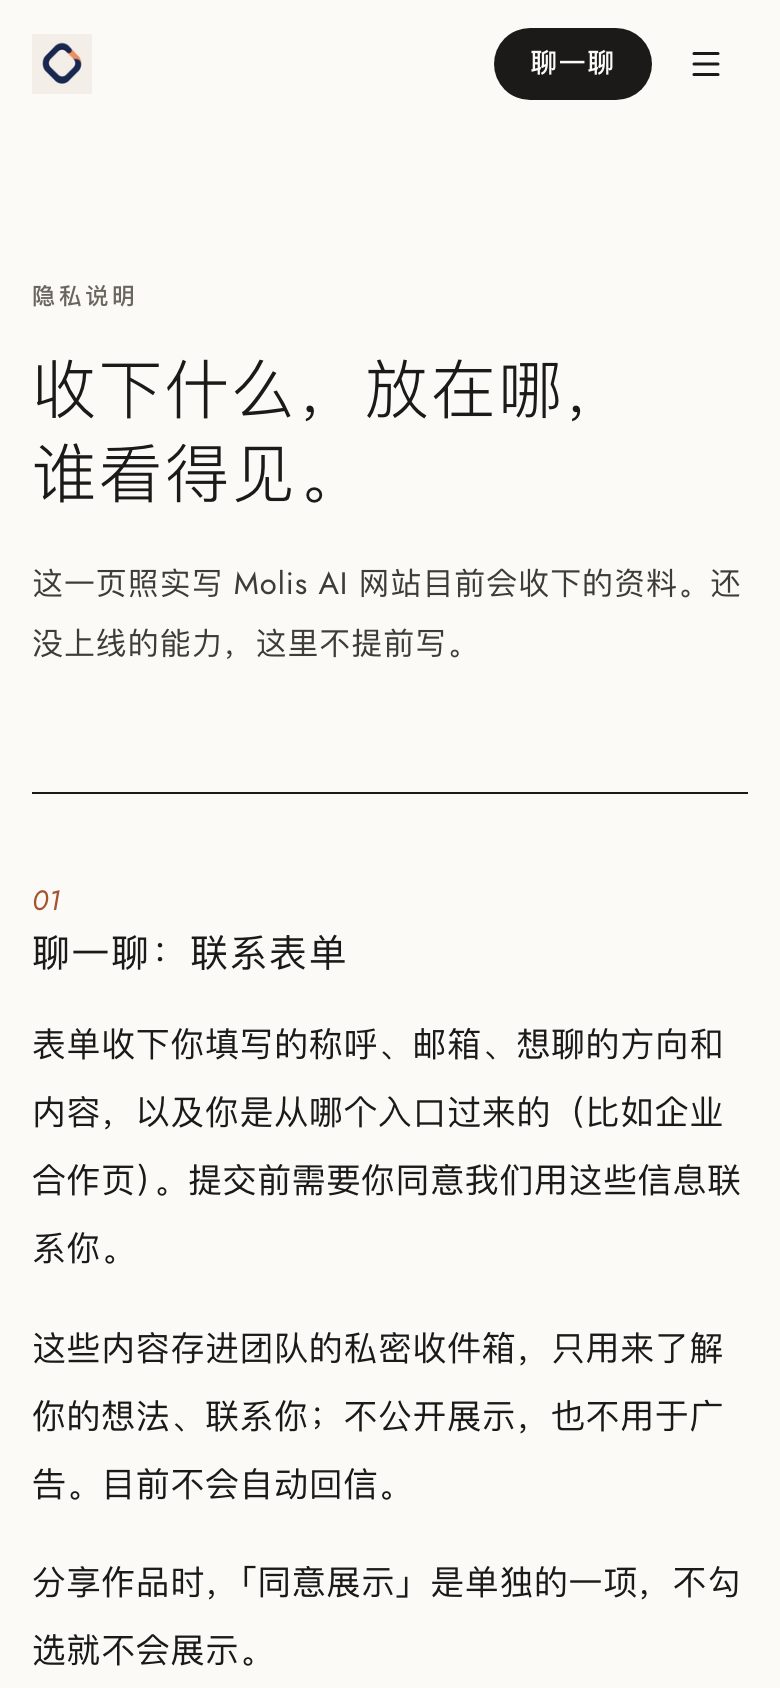 聊一聊
隐私说明
收下什么，放在哪，
谁看得见。
这一页照实写 Molis AI 网站目前会收下的资料。还
没上线的能力，这里不提前写。
01
聊一聊：联系表单
表单收下你填写的称呼、邮箱、想聊的方向和
内容，以及你是从哪个入口过来的（比如企业
合作页）。提交前需要你同意我们用这些信息联
系你。
这些内容存进团队的私密收件箱，只用来了解
你的想法、联系你；不公开展示，也不用于广
告。目前不会自动回信。
分享作品时，「同意展示」是单独的一项，不勾
选就不会展示。